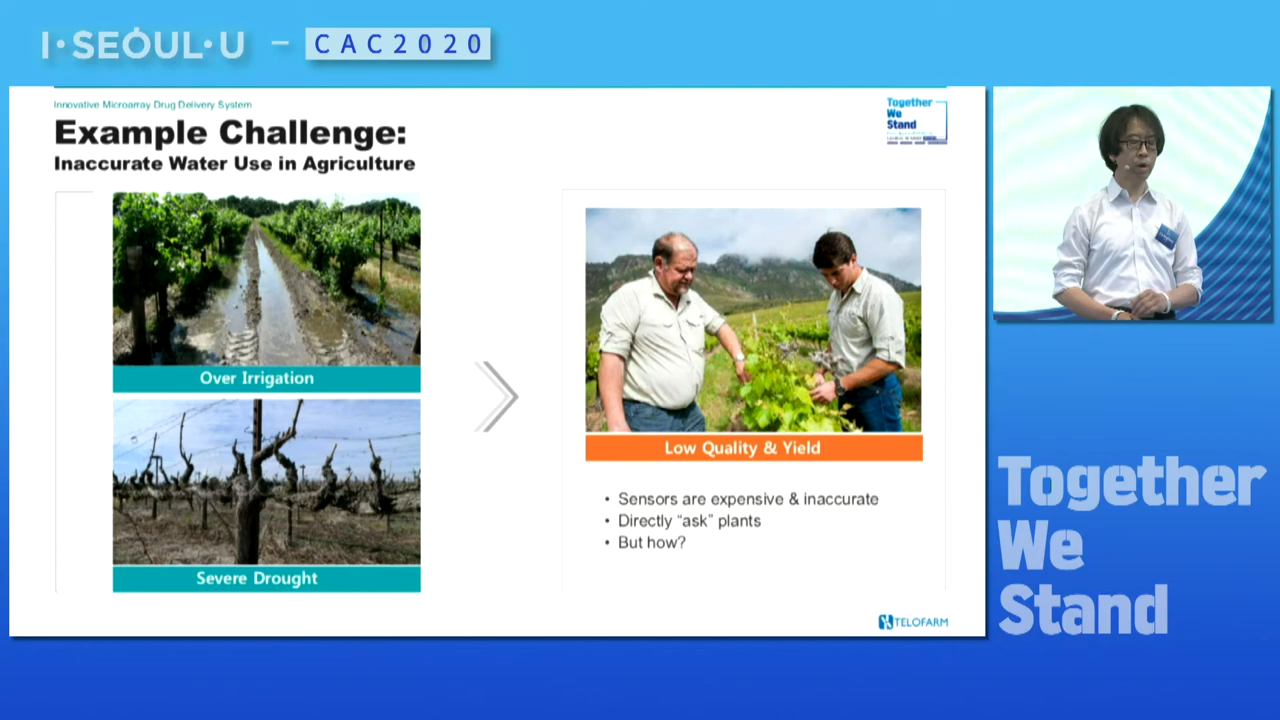 I·SEOUL·U – CAC2020
Innovative Microarray Drug Delivery System
Example Challenge:
Inaccurate Water Use in Agriculture
Together
We
Stand
Over Irrigation
Severe Drought
Low Quality & Yield
• Sensors are expensive & inaccurate
• Directly “ask” plants
• But how?
TELOFARM
Together
We
Stand